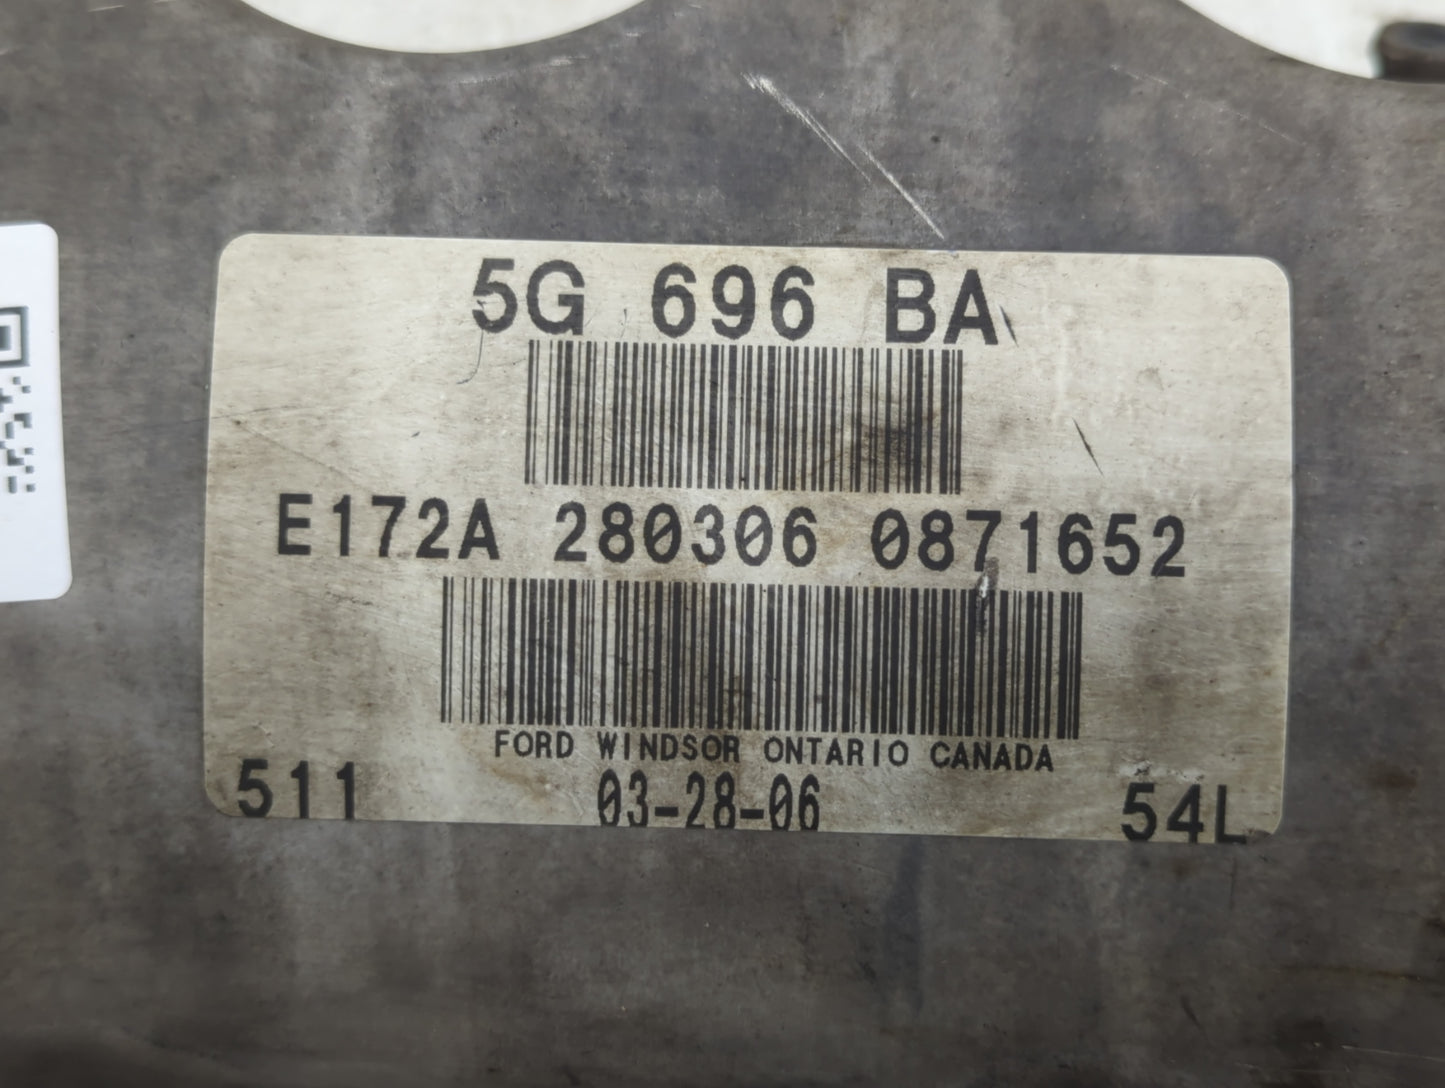 5G 696 BA
E172A 280306 0871652
FORD WINDSOR ONTARIO CANADA
511 03-28-06 54L